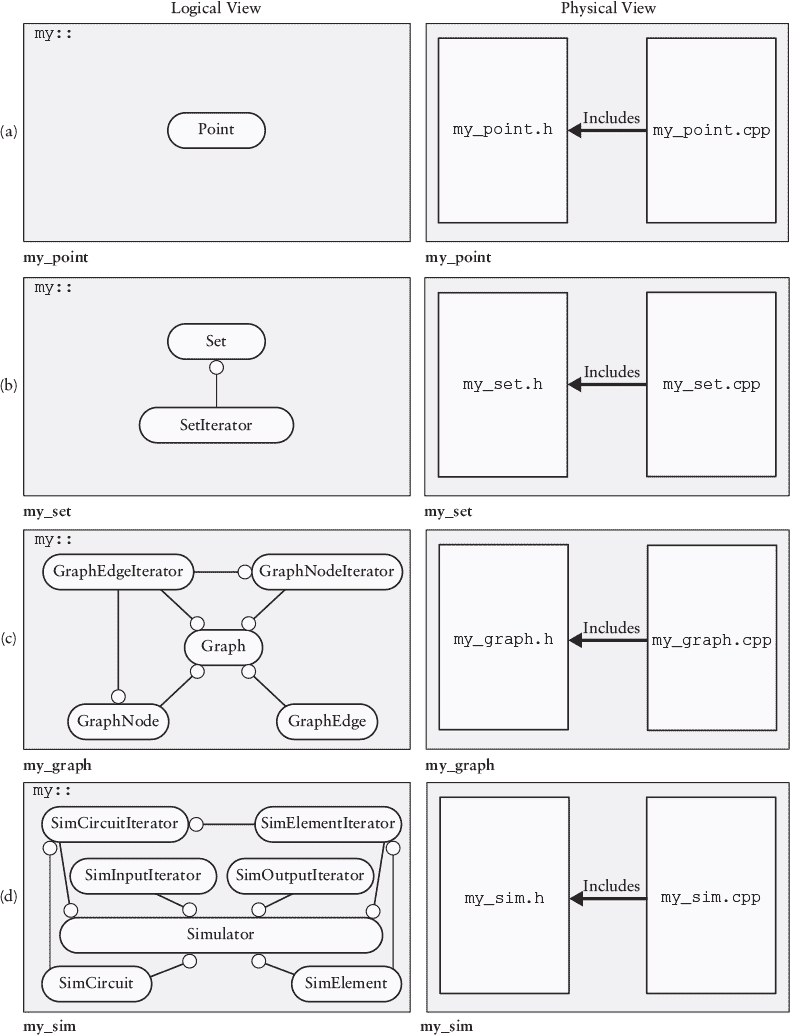 Logical View Physical View
my::
(a) Point my_point.h Includes my_point.cpp
my_point my_point
my::
Set
(b) my_set.h Includes my_set.cpp
SetIterator
my_set my_set
my::
GraphEdgeIterator GraphNodeIterator
(c) Graph my_graph.h Includes my_graph.cpp
GraphNode GraphEdge
my_graph my_graph
my::
SimCircuitIterator SimElementIterator
SimInputIterator SimOutputIterator
(d) my_sim.h Includes my_sim.cpp
Simulator
SimCircuit SimElement
my_sim my_sim